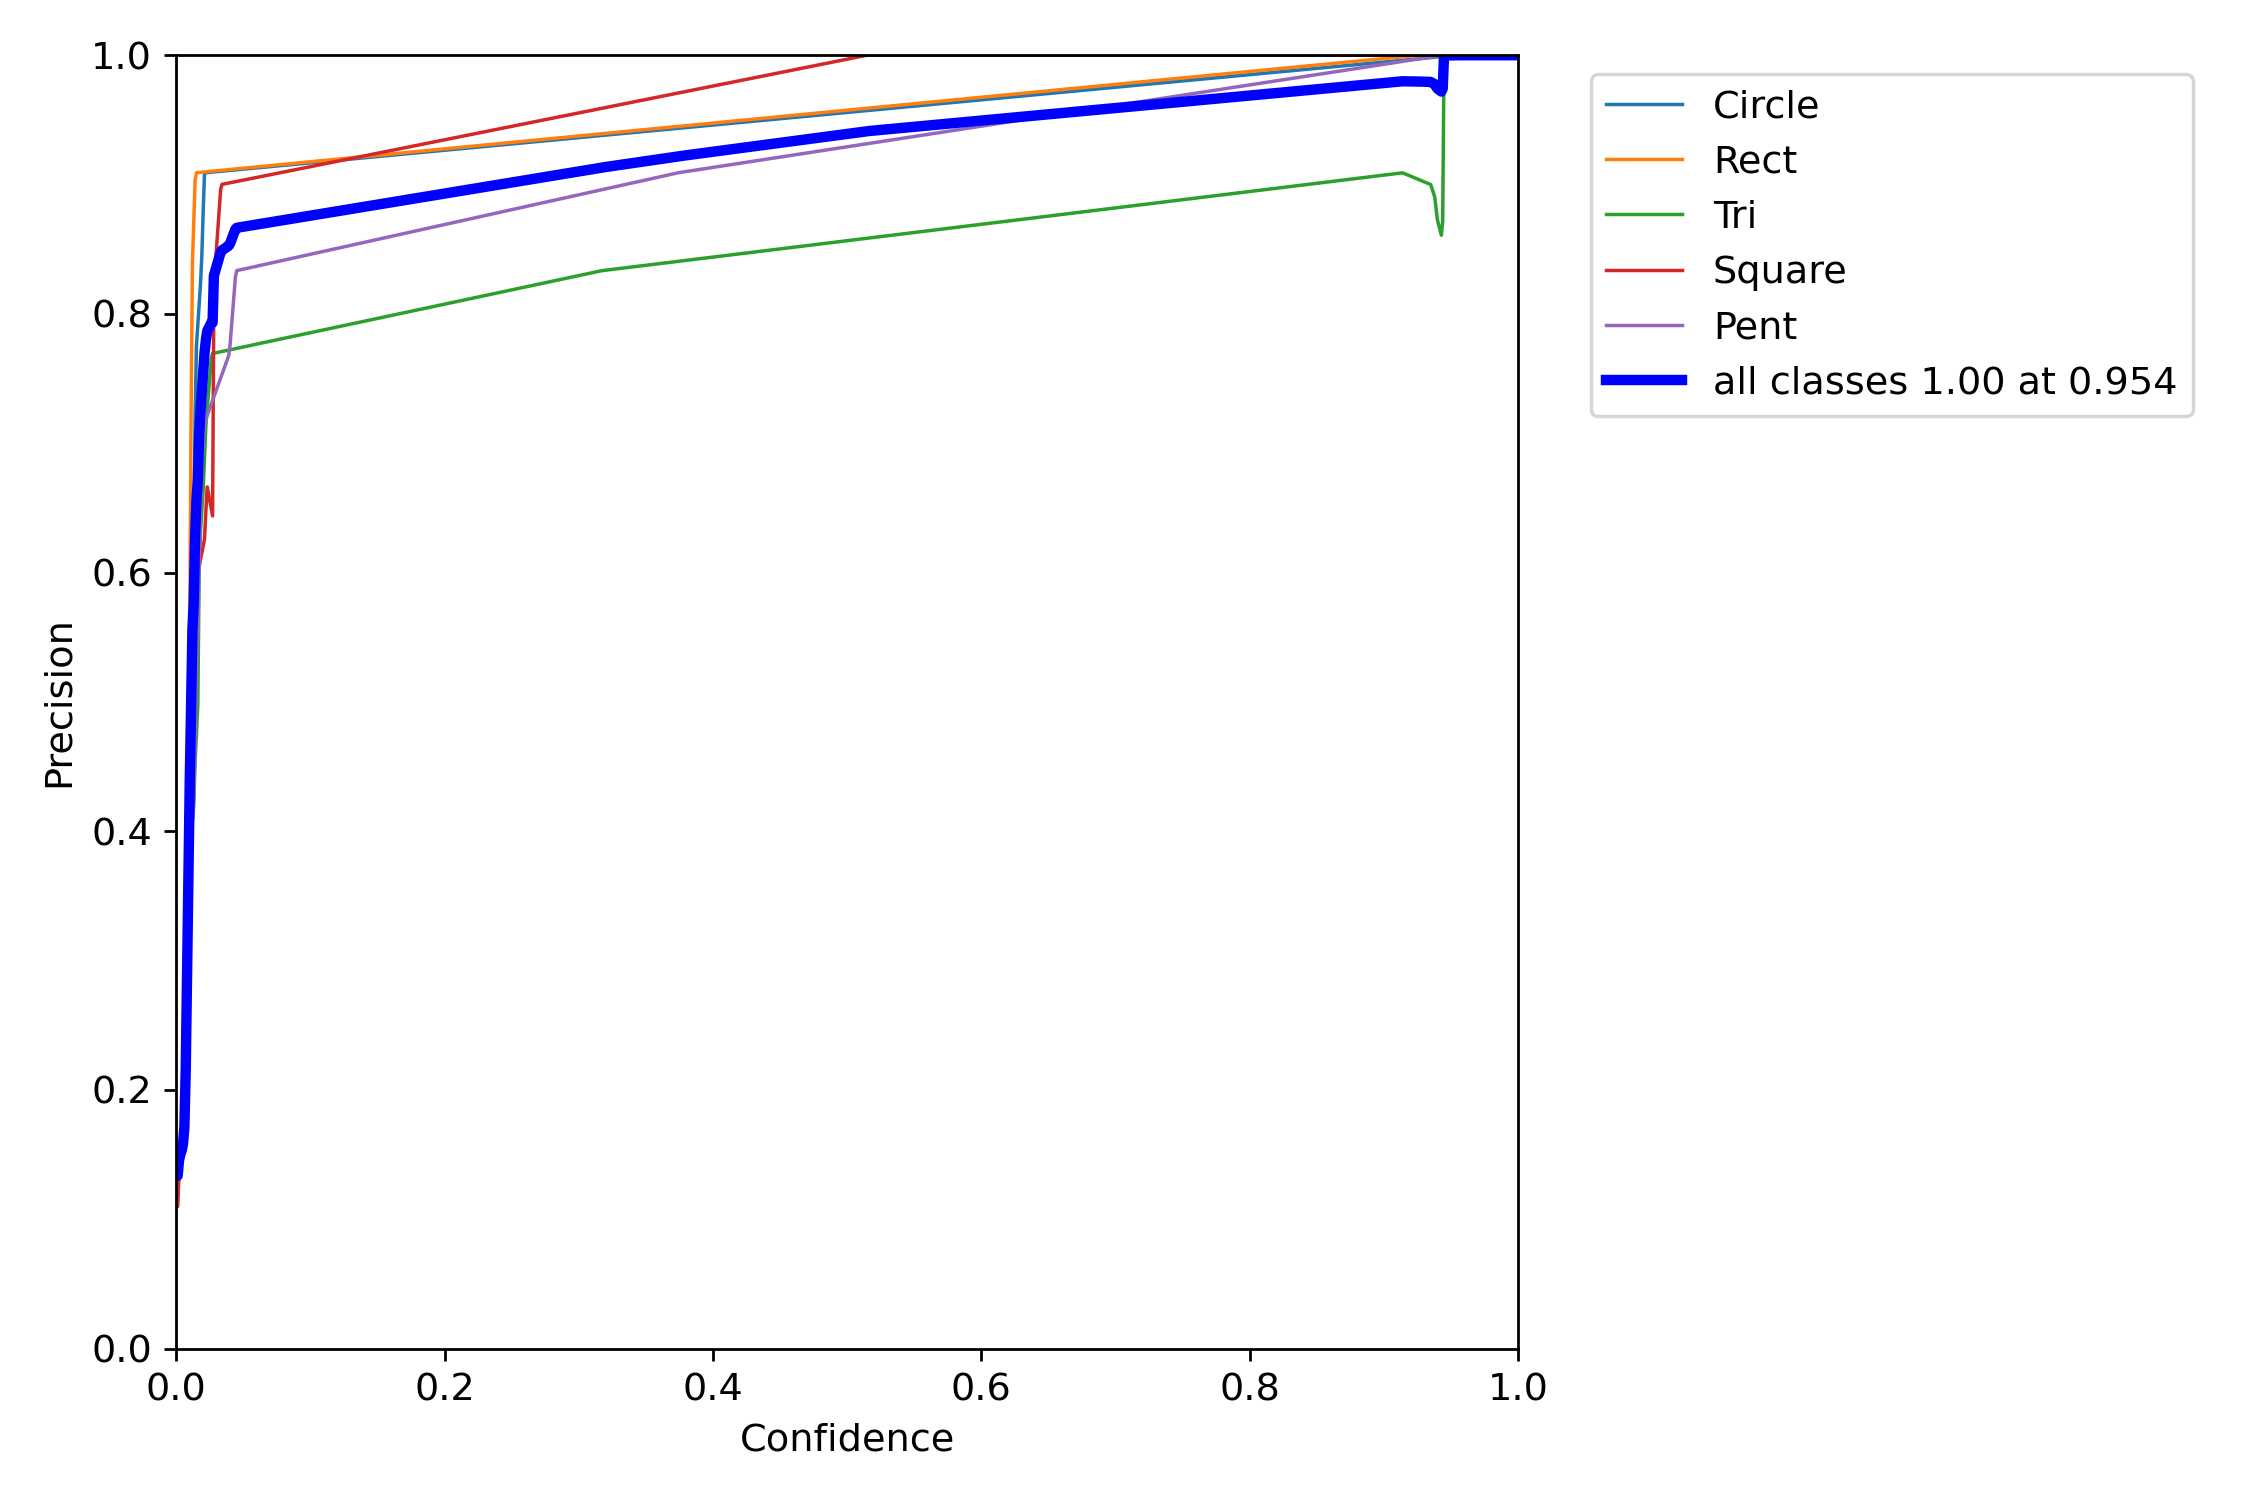 1.0
0.8
0.6
0.4
0.2
0.0
Precision
0.0 0.2 0.4 0.6 0.8 1.0
Confidence
Circle
Rect
Tri
Square
Pent
all classes 1.00 at 0.954